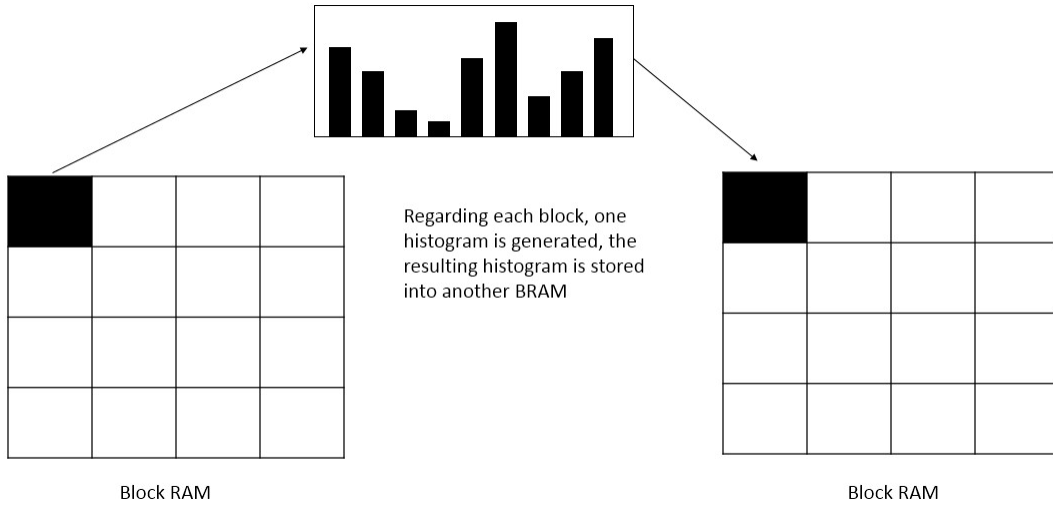 Regarding each block, one
histogram is generated, the
resulting histogram is stored
into another BRAM
Block RAM
Block RAM